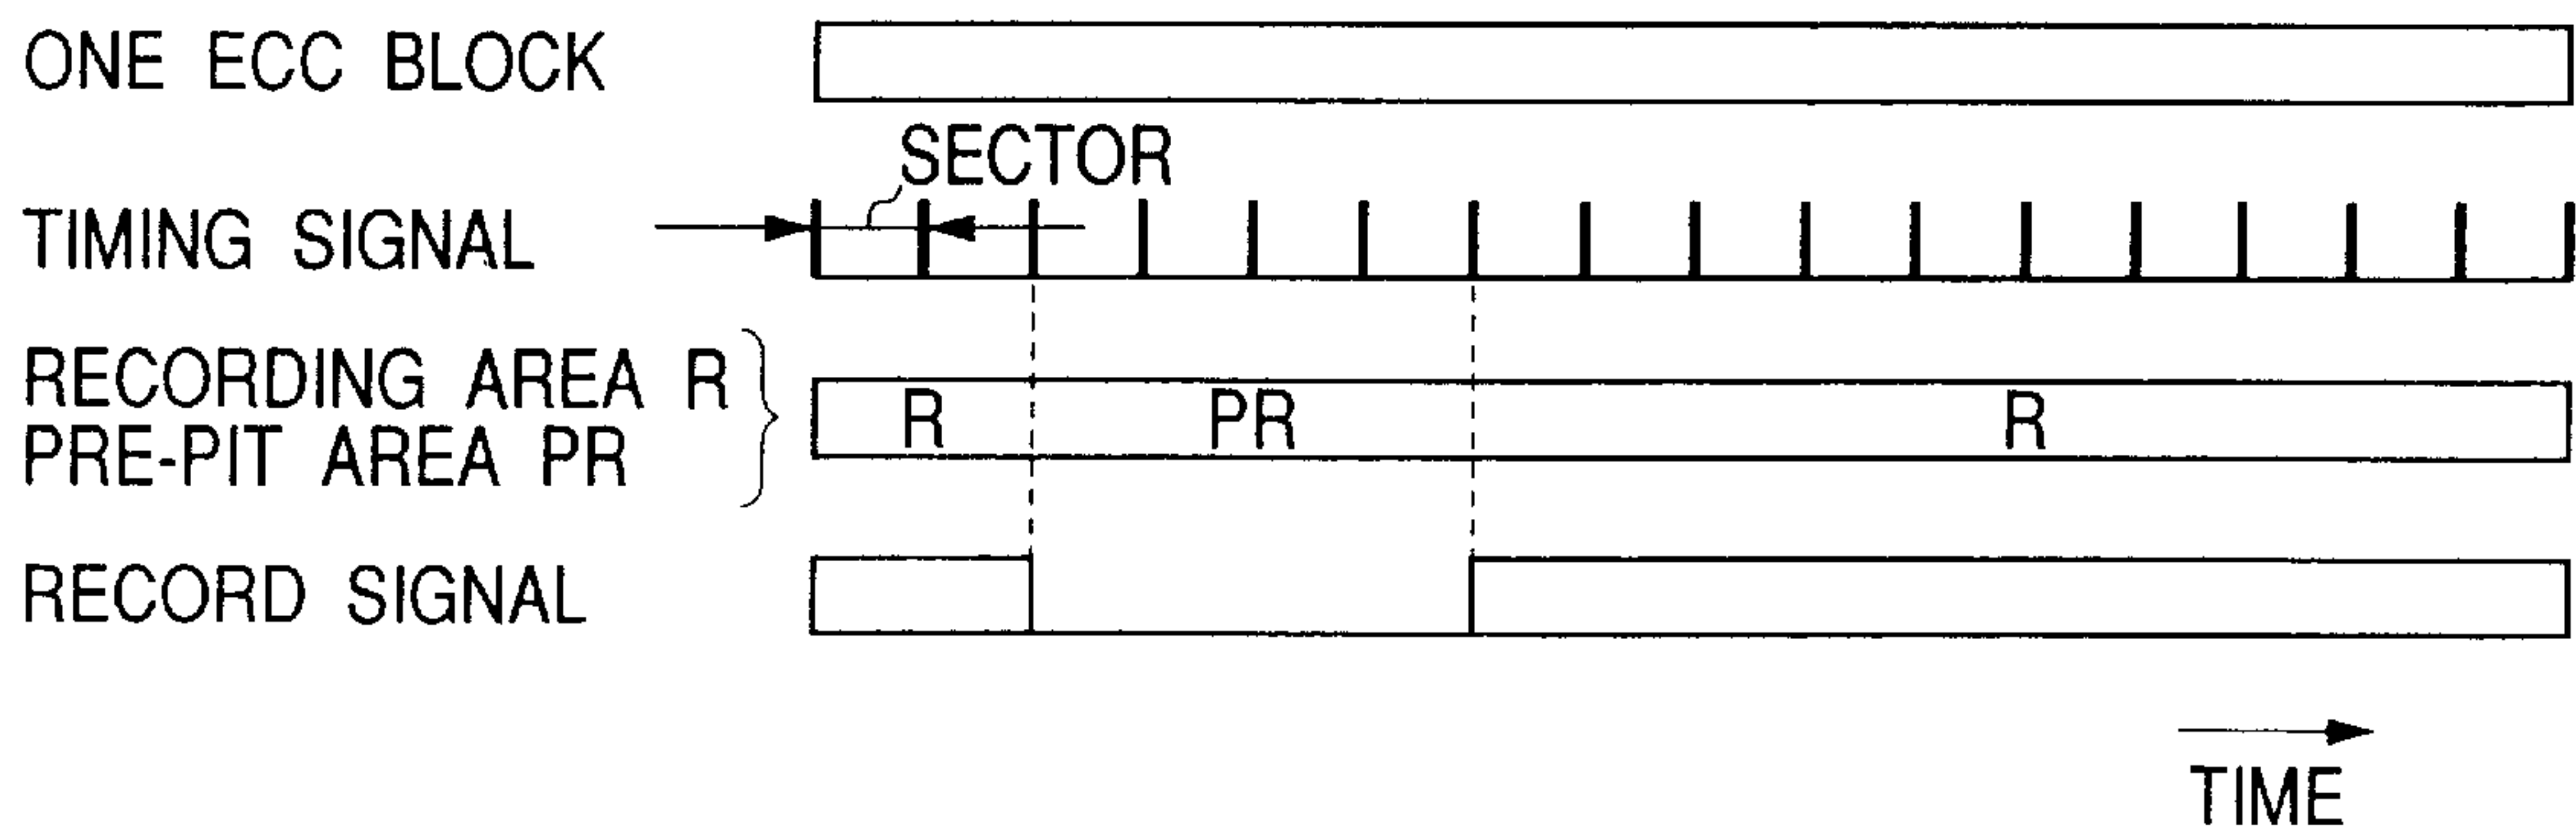 ONE ECC BLOCK
SECTOR
TIMING SIGNAL
RECORDING AREA R
PRE-PIT AREA PR
R PR R
RECORD SIGNAL
TIME